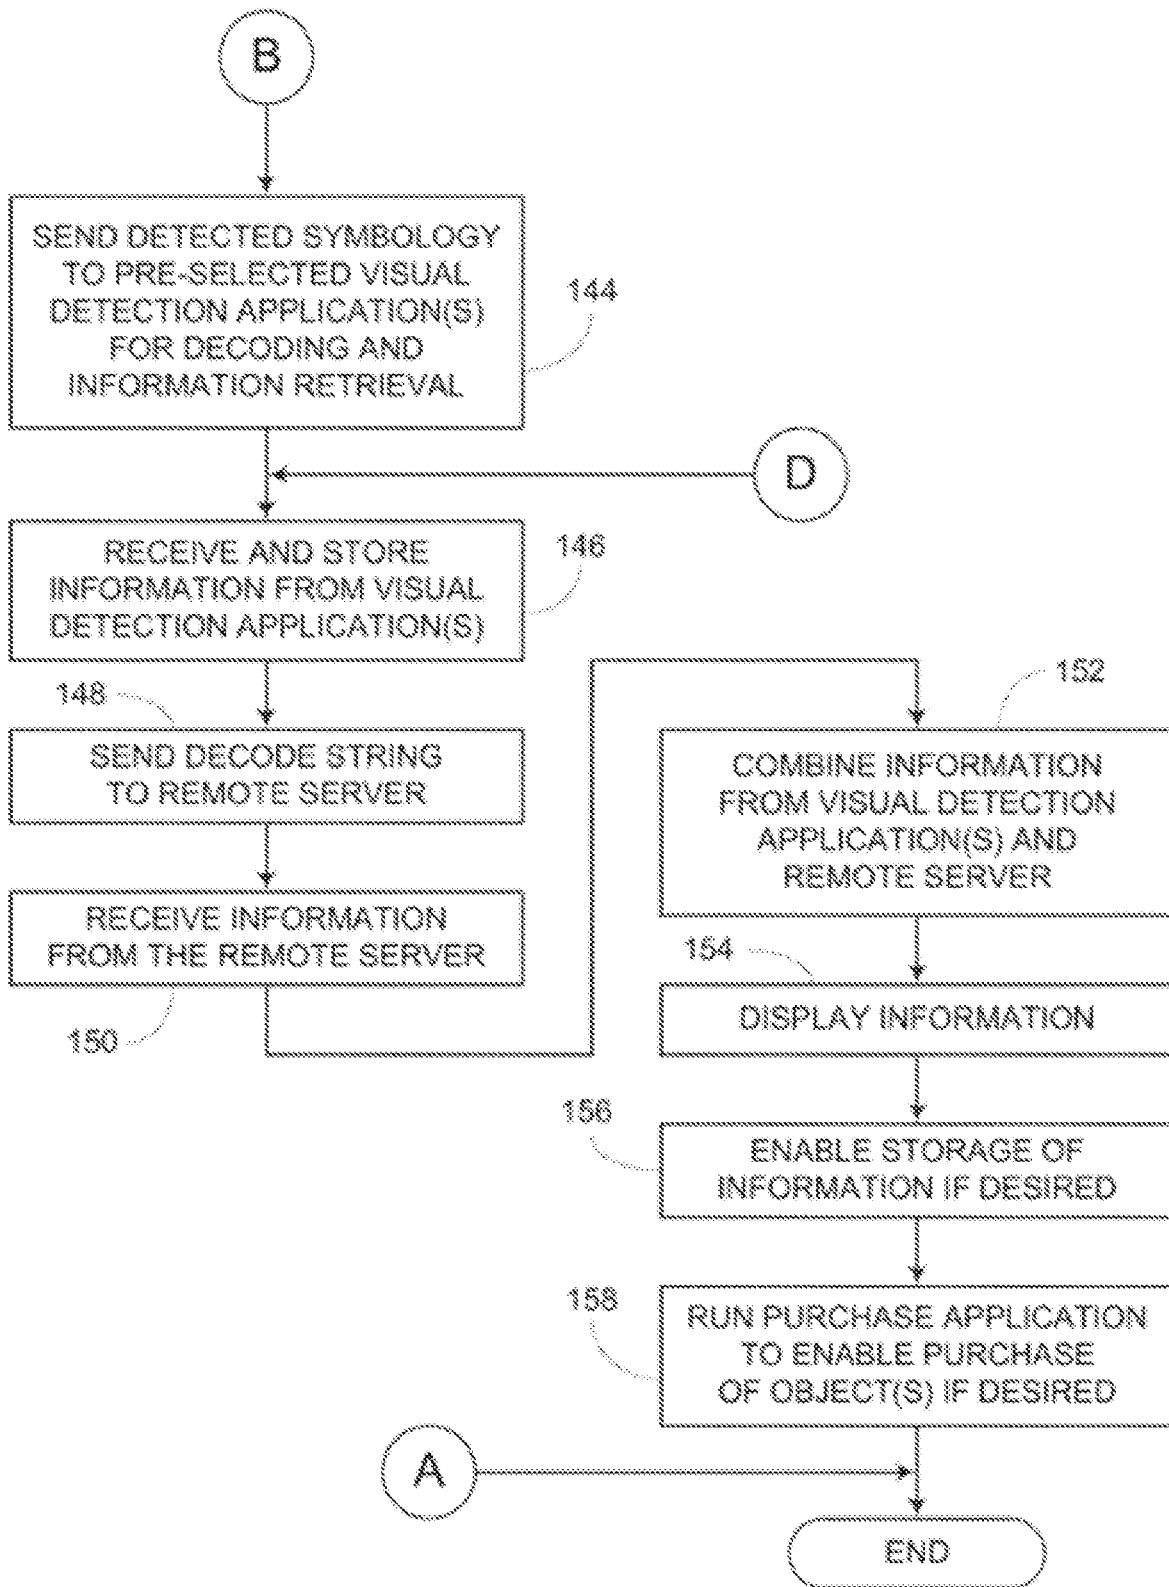 B
SEND DETECTED SYMBOLOGY
TO PRE-SELECTED VISUAL
DETECTION APPLICATION(S)
FOR DECODING AND
INFORMATION RETRIEVAL
144
D
RECEIVE AND STORE
INFORMATION FROM VISUAL
DETECTION APPLICATION(S)
146
148
SEND DECODE STRING
TO REMOTE SERVER
RECEIVE INFORMATION
FROM THE REMOTE SERVER
150
152
COMBINE INFORMATION
FROM VISUAL DETECTION
APPLICATION(S) AND
REMOTE SERVER
154
DISPLAY INFORMATION
156
ENABLE STORAGE OF
INFORMATION IF DESIRED
158
RUN PURCHASE APPLICATION
TO ENABLE PURCHASE
OF OBJECT(S) IF DESIRED
A
END